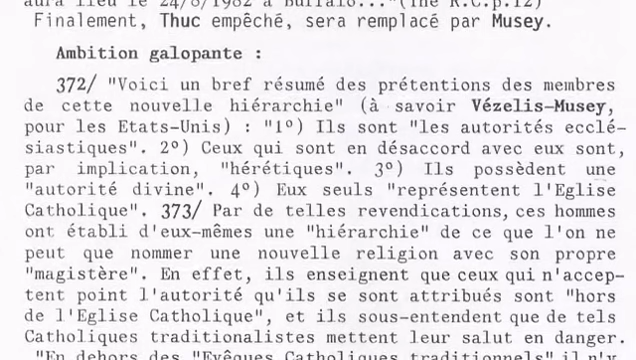 aura lieu le 24/8/1982 à Buffalo..."(The R.C.p.12)
Finalement, Thuc empêché, sera remplacé par Musey.
Ambition galopante :
372/ "Voici un bref résumé des prétentions des membres
de cette nouvelle hiérarchie" (à savoir Vézelis-Musey,
pour les Etats-Unis) : "1°) Ils sont "les autorités ecclé-
siastiques". 2°) Ceux qui sont en désaccord avec eux sont,
par implication, "hérétiques". 3°) Ils possèdent une
"autorité divine". 4°) Eux seuls "représentent l'Eglise
Catholique". 373/ Par de telles revendications, ces hommes
ont établi d'eux-mêmes une "hiérarchie" de ce que l'on ne
peut que nommer une nouvelle religion avec son propre
"magistère". En effet, ils enseignent que ceux qui n'accep-
tent point l'autorité qu'ils se sont attribués sont "hors
de l'Eglise Catholique", et ils sous-entendent que de tels
Catholiques traditionalistes mettent leur salut en danger.
"En dehors des "Evêques Catholiques traditionnels" il n'y